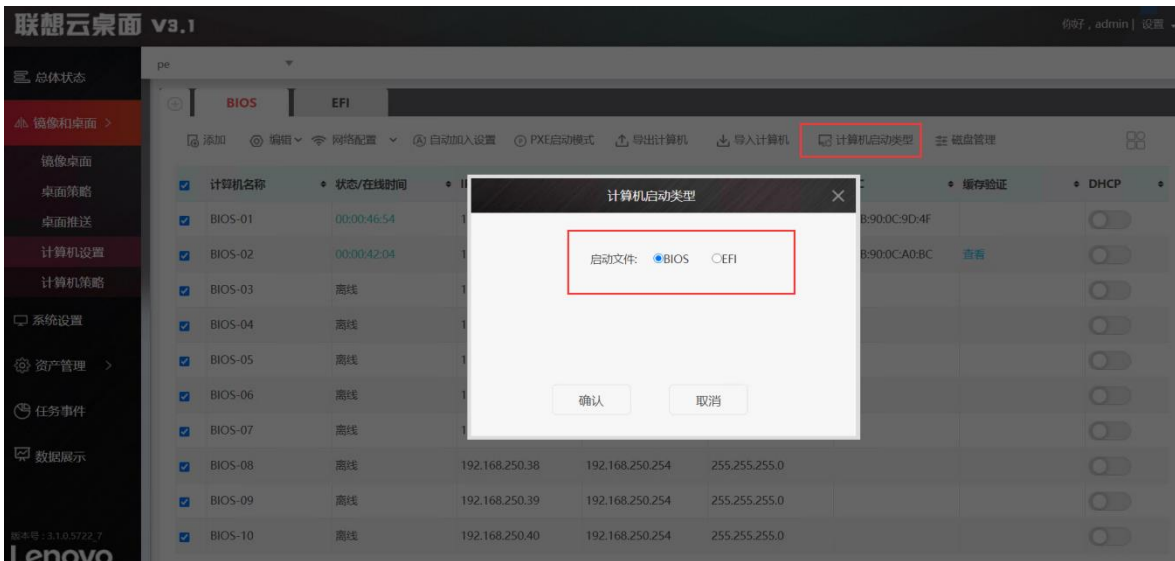 联想云桌面 V3.1
你好，admin | 设置
总体状态
pe
镜像和桌面 >
BIOS EFI
添加 编辑 网络配置 自动加入设置 PXE启动模式 导出计算机 导入计算机 计算机启动类型 磁盘管理
镜像桌面
桌面策略
桌面推送
计算机设置
计算机策略
系统设置
资产管理 >
任务事件
数据展示
计算机名称 状态/在线时间 缓存验证 DHCP
BIOS-01 00:00:46:54 B:90:0C:9D:4F
BIOS-02 00:00:42:04 B:90:0C:A0:BC 查看
BIOS-03 离线
BIOS-04 离线
BIOS-05 离线
BIOS-06 离线
BIOS-07 离线
BIOS-08 离线 192.168.250.38 192.168.250.254 255.255.255.0
BIOS-09 离线 192.168.250.39 192.168.250.254 255.255.255.0
BIOS-10 离线 192.168.250.40 192.168.250.254 255.255.255.0
计算机启动类型
启动文件: BIOS EFI
确认 取消
版本号：3.1.0.5722_7
Lenovo